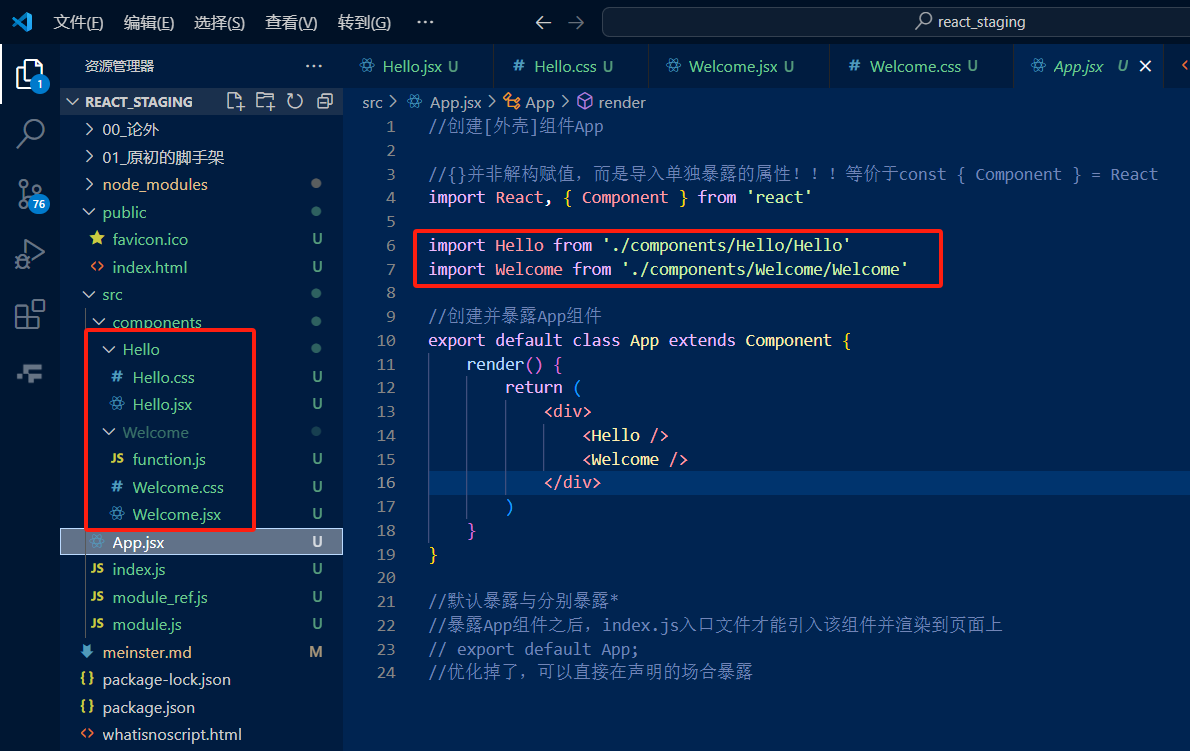 文件(F) 编辑(E) 选择(S) 查看(V) 转到(G) ··· react_staging
资源管理器 ···
1
76
REACT_STAGING
00_论外
01_原初的脚手架
node_modules
public
favicon.ico U
index.html U
src
components
Hello
Hello.css U
Hello.jsx U
Welcome
JS function.js U
Welcome.css U
Welcome.jsx U
App.jsx U
JS index.js U
JS module_ref.js U
JS module.js U
meinster.md M
package-lock.json
package.json
whatisnoscript.html
Hello.jsx U # Hello.css U Welcome.jsx U # Welcome.css U App.jsx U
src > App.jsx > App > render
1 //创建[外壳]组件App
2
3 //{}并非解构赋值，而是导入单独暴露的属性！！！等价于const { Component } = React
4 import React, { Component } from 'react'
5
6 import Hello from './components/Hello/Hello'
7 import Welcome from './components/Welcome/Welcome'
8
9 //创建并暴露App组件
10 export default class App extends Component {
11 render() {
12 return (
13 <div>
14 <Hello />
15 <Welcome />
16 </div>
17 )
18 }
19 }
20
21 //默认暴露与分别暴露*
22 //暴露App组件之后，index.js入口文件才能引入该组件并渲染到页面上
23 // export default App;
24 //优化掉了，可以直接在声明的场合暴露